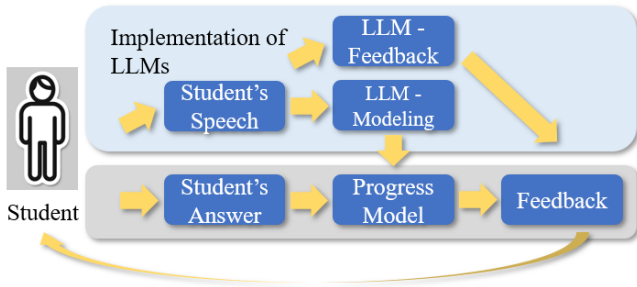 Implementation of
LLMs
LLM -
Feedback
Student's
Speech
LLM -
Modeling
Student
Student's
Answer
Progress
Model
Feedback